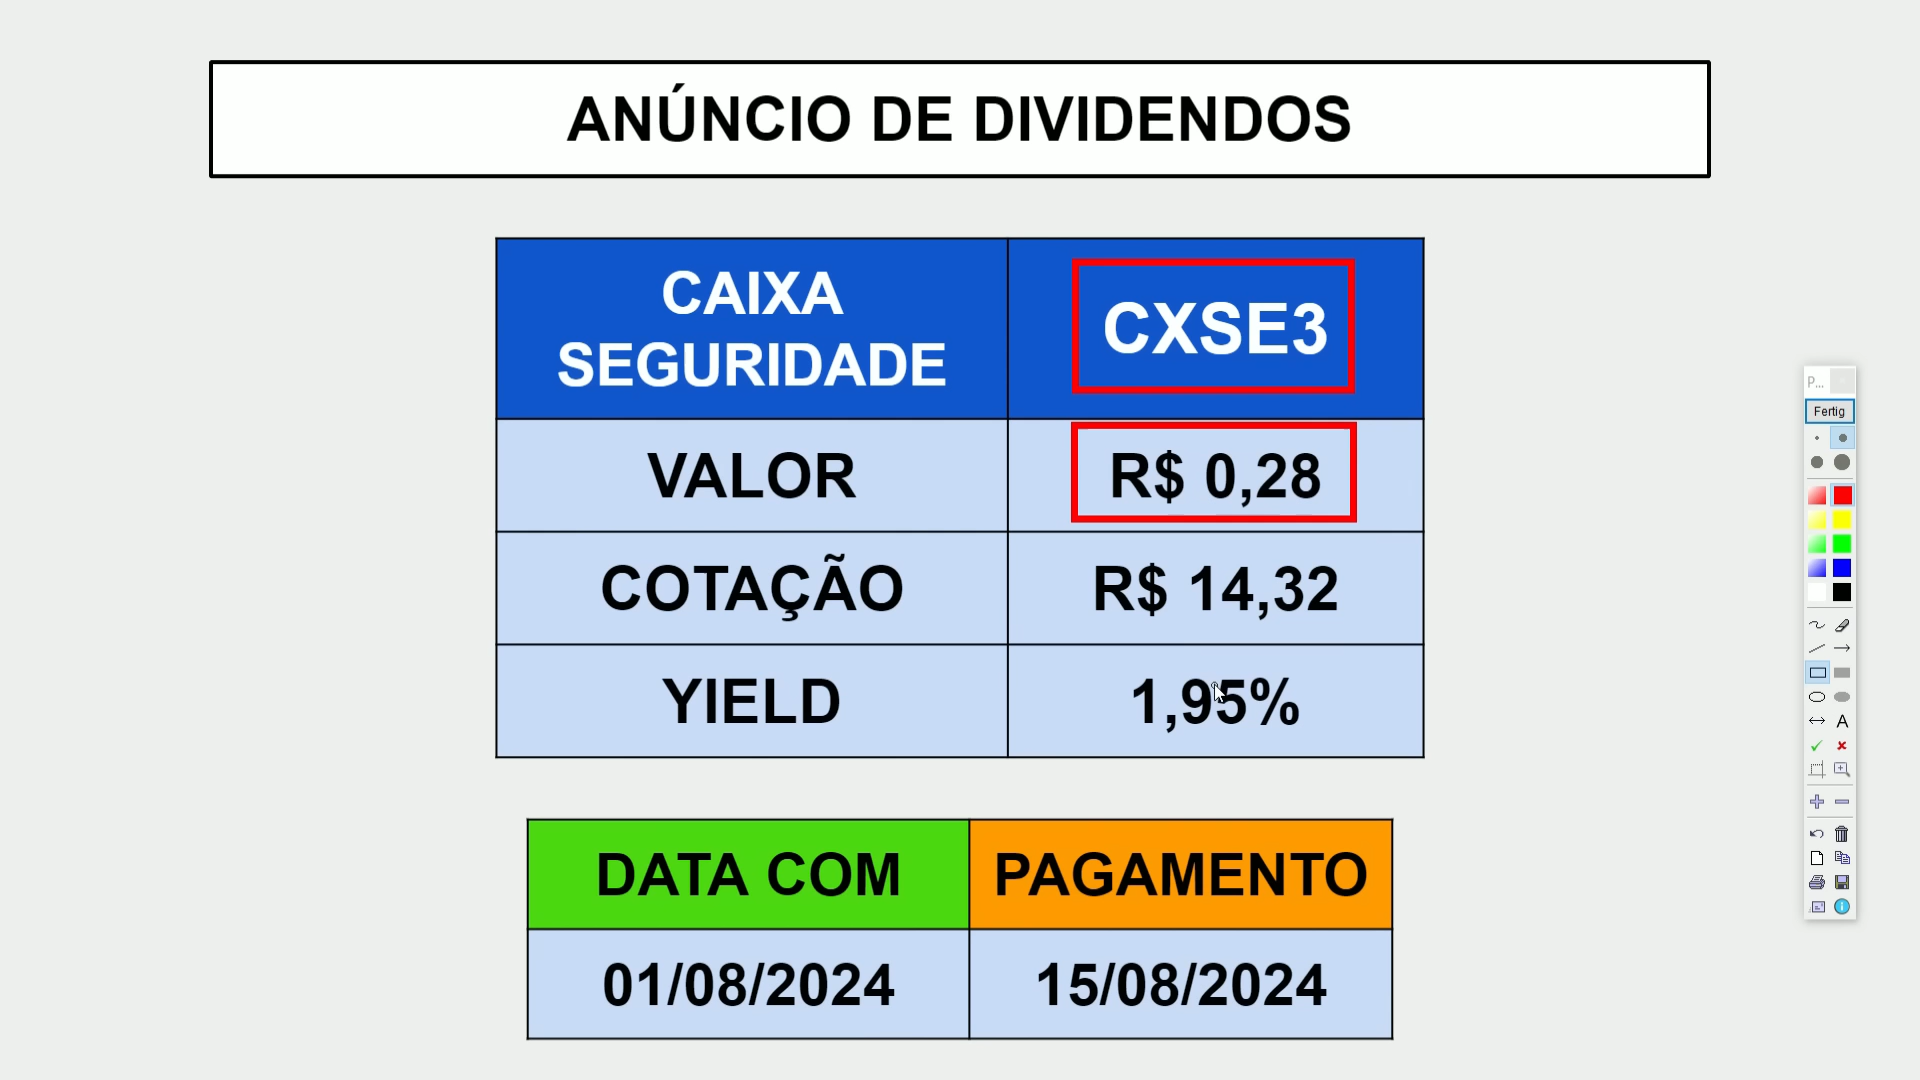 ANÚNCIO DE DIVIDENDOS
CAIXA
SEGURIDADE
CXSE3
VALOR
R$ 0,28
COTAÇÃO
R$ 14,32
YIELD
1,95%
DATA COM
PAGAMENTO
01/08/2024
15/08/2024
P...
Fertig
A